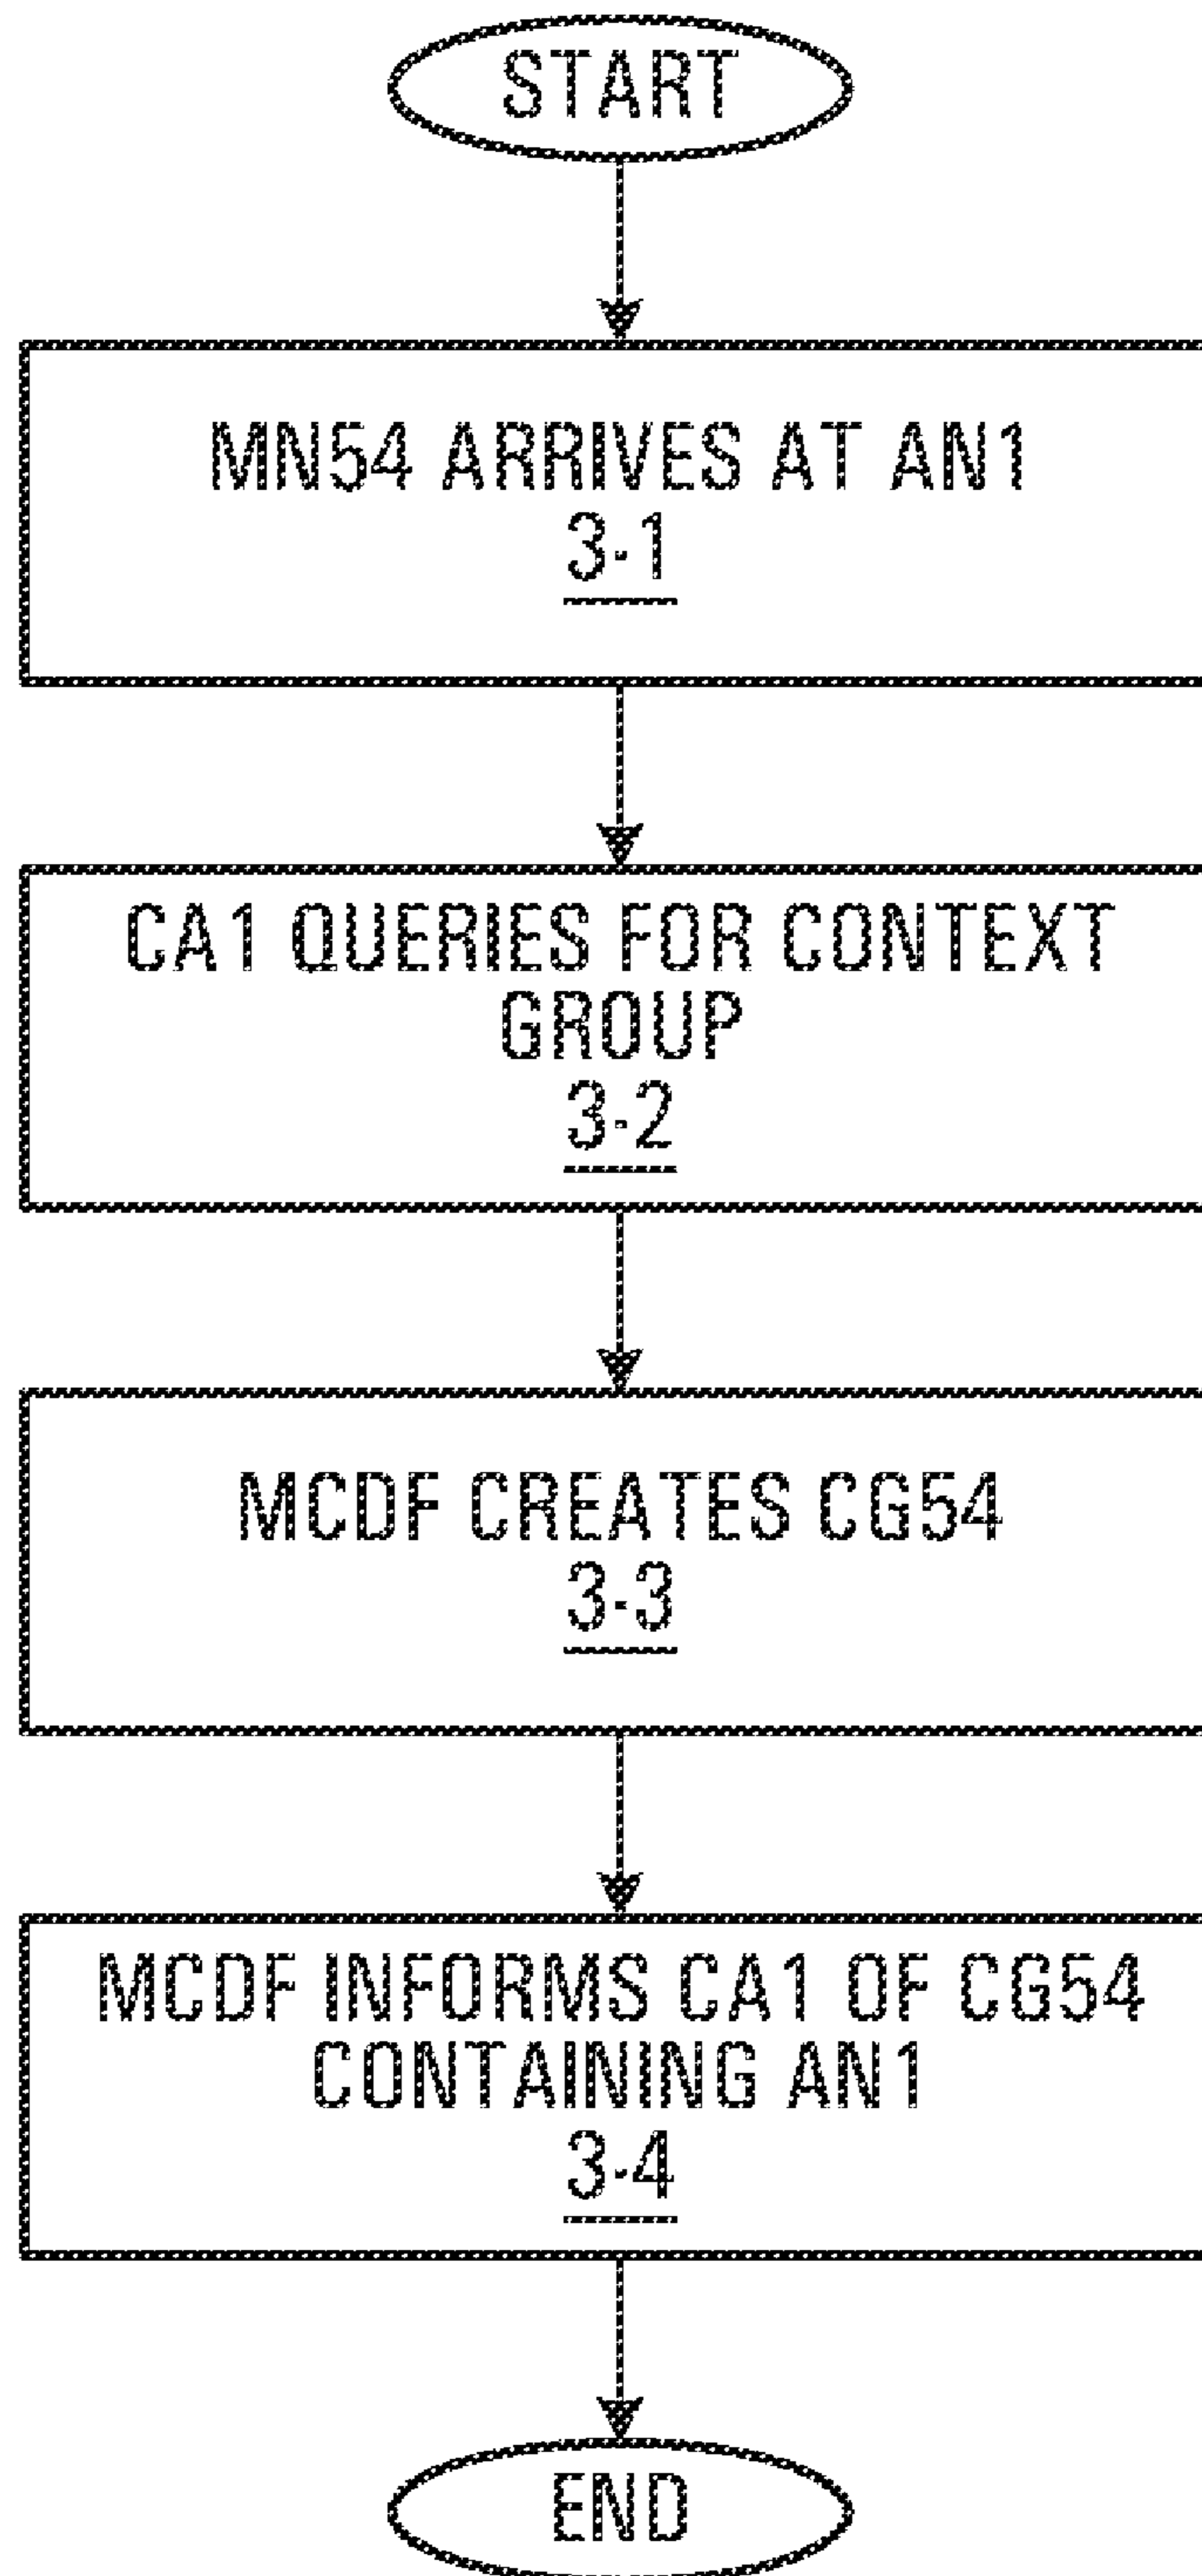 START
MN54 ARRIVES AT AN1
3-1
CA1 QUERIES FOR CONTEXT
GROUP
3-2
MCDF CREATES CG54
3-3
MCDF INFORMS CA1 OF CG54
CONTAINING AN1
3-4
END